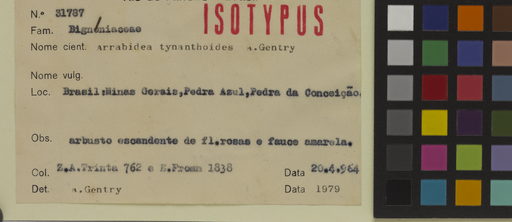 N.º 31787
ISOTYPUS
Fam. Bignoniaceae
Nome cient. Arrabidea tynanthoides A.Gentry
Nome vulg.
Loc. Brasil:Minas Gerais,Pedra Azul,Pedra da Conceição.
Obs. arbusto escandente de fl.rosas e fauce amarela.
Col. Z.A.Trinta 762 e E.Fromm 1838 Data 20.4.964
Det. A.Gentry Data 1979